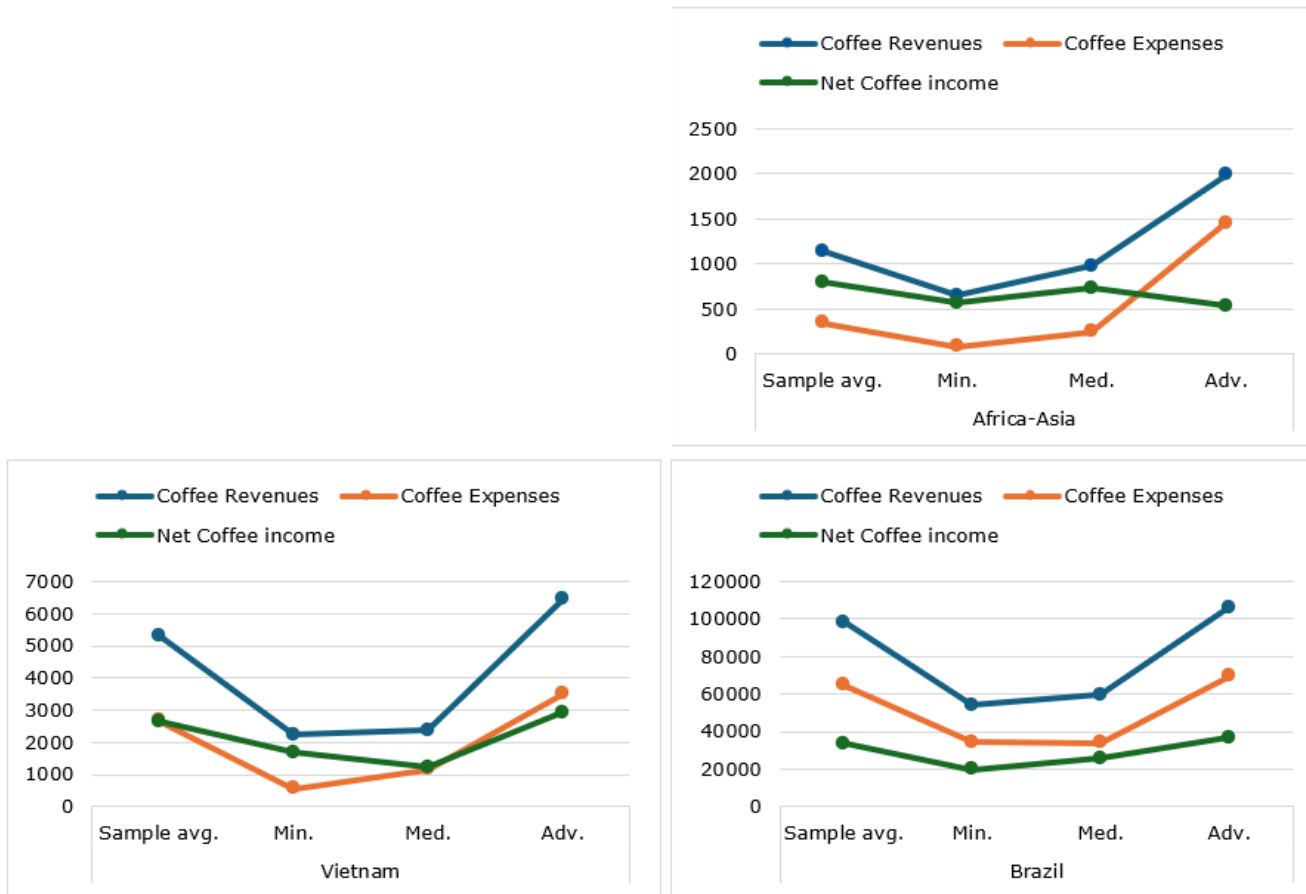 Coffee Revenues Coffee Expenses
Net Coffee income
2500
2000
1500
1000
500
0
Sample avg. Min. Med. Adv.
Africa-Asia
Coffee Revenues Coffee Expenses
Net Coffee income
7000
6000
5000
4000
3000
2000
1000
0
Sample avg. Min. Med. Adv.
Vietnam
Coffee Revenues Coffee Expenses
Net Coffee income
120000
100000
80000
60000
40000
20000
0
Sample avg. Min. Med. Adv.
Brazil